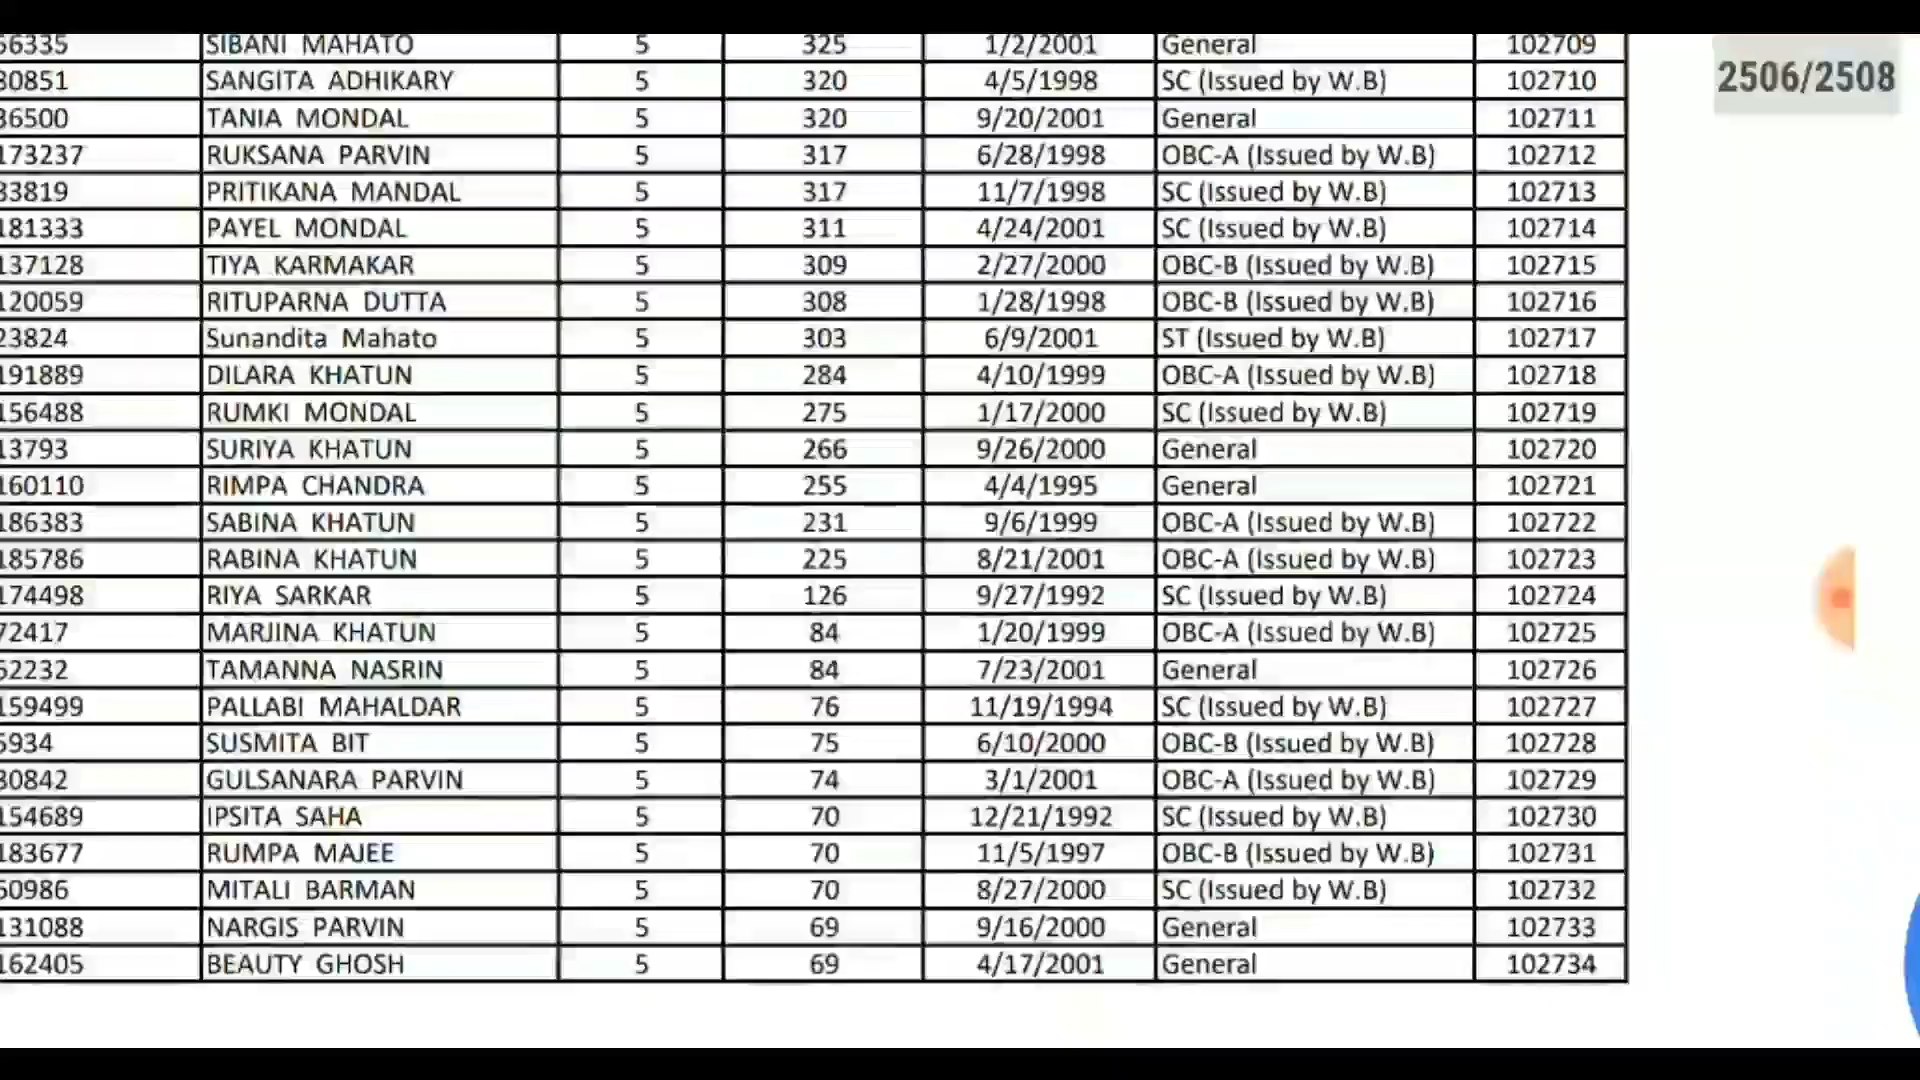 56335 SIBANI MAHATO 5 325 1/2/2001 General 102709
2506/2508
30851 SANGITA ADHIKARY 5 320 4/5/1998 SC (Issued by W.B) 102710
36500 TANIA MONDAL 5 320 9/20/2001 General 102711
173237 RUKSANA PARVIN 5 317 6/28/1998 OBC-A (Issued by W.B) 102712
33819 PRITIKANA MANDAL 5 317 11/7/1998 SC (Issued by W.B) 102713
181333 PAYEL MONDAL 5 311 4/24/2001 SC (Issued by W.B) 102714
137128 TIYA KARMAKAR 5 309 2/27/2000 OBC-B (Issued by W.B) 102715
120059 RITUPARNA DUTTA 5 308 1/28/1998 OBC-B (Issued by W.B) 102716
23824 Sunandita Mahato 5 303 6/9/2001 ST (Issued by W.B) 102717
191889 DILARA KHATUN 5 284 4/10/1999 OBC-A (Issued by W.B) 102718
156488 RUMKI MONDAL 5 275 1/17/2000 SC (Issued by W.B) 102719
13793 SURIYA KHATUN 5 266 9/26/2000 General 102720
160110 RIMPA CHANDRA 5 255 4/4/1995 General 102721
186383 SABINA KHATUN 5 231 9/6/1999 OBC-A (Issued by W.B) 102722
185786 RABINA KHATUN 5 225 8/21/2001 OBC-A (Issued by W.B) 102723
174498 RIYA SARKAR 5 126 9/27/1992 SC (Issued by W.B) 102724
72417 MARJINA KHATUN 5 84 1/20/1999 OBC-A (Issued by W.B) 102725
52232 TAMANNA NASRIN 5 84 7/23/2001 General 102726
159499 PALLABI MAHALDAR 5 76 11/19/1994 SC (Issued by W.B) 102727
5934 SUSMITA BIT 5 75 6/10/2000 OBC-B (Issued by W.B) 102728
30842 GULSANARA PARVIN 5 74 3/1/2001 OBC-A (Issued by W.B) 102729
154689 IPSITA SAHA 5 70 12/21/1992 SC (Issued by W.B) 102730
183677 RUMPA MAJEE 5 70 11/5/1997 OBC-B (Issued by W.B) 102731
60986 MITALI BARMAN 5 70 8/27/2000 SC (Issued by W.B) 102732
131088 NARGIS PARVIN 5 69 9/16/2000 General 102733
162405 BEAUTY GHOSH 5 69 4/17/2001 General 102734